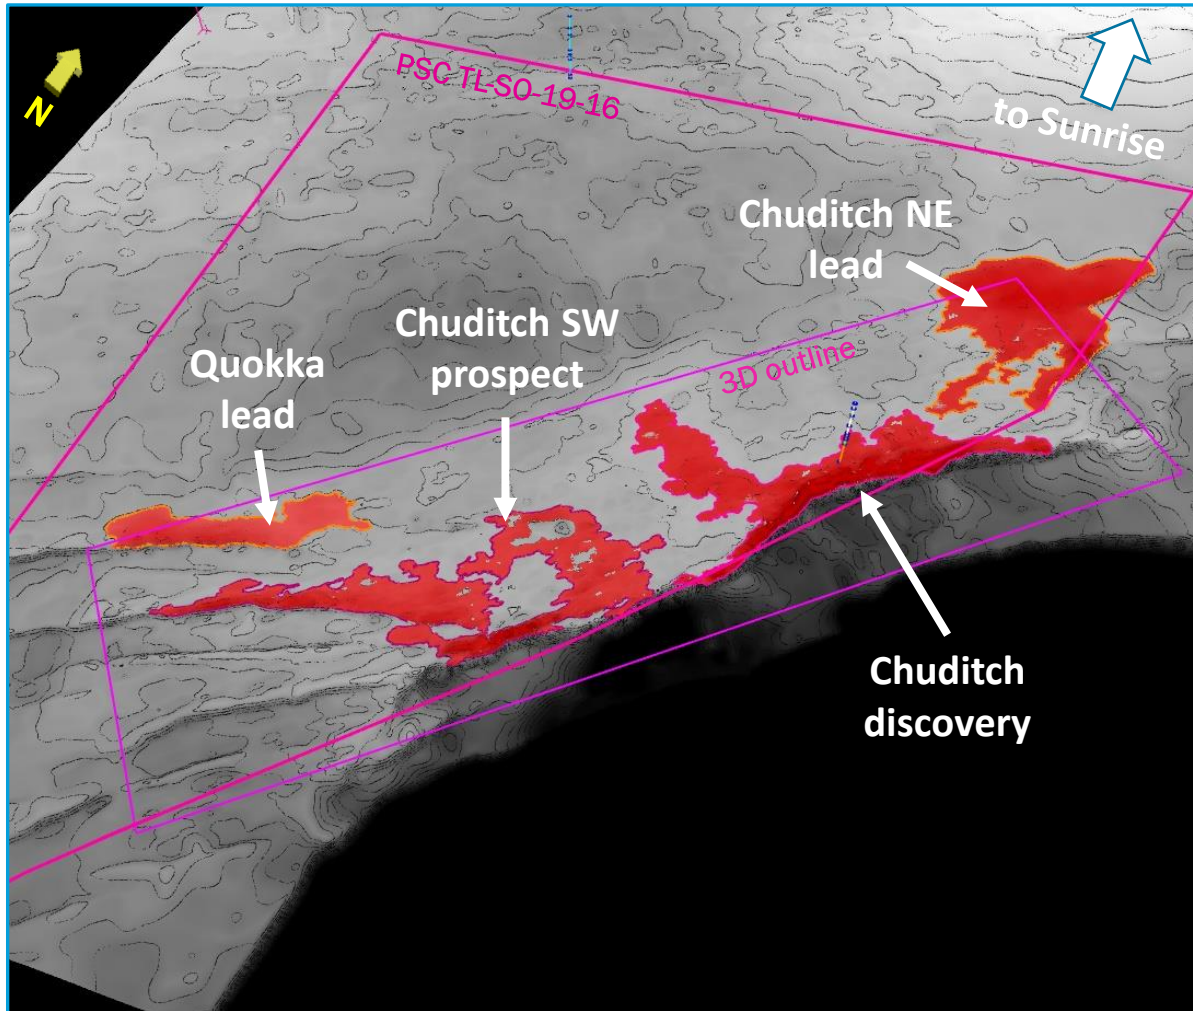 N
PSC TL-SO-19-16
to Sunrise
Chuditch NE
lead
Chuditch SW
prospect
Quokka
lead
3D outline
Chuditch
discovery